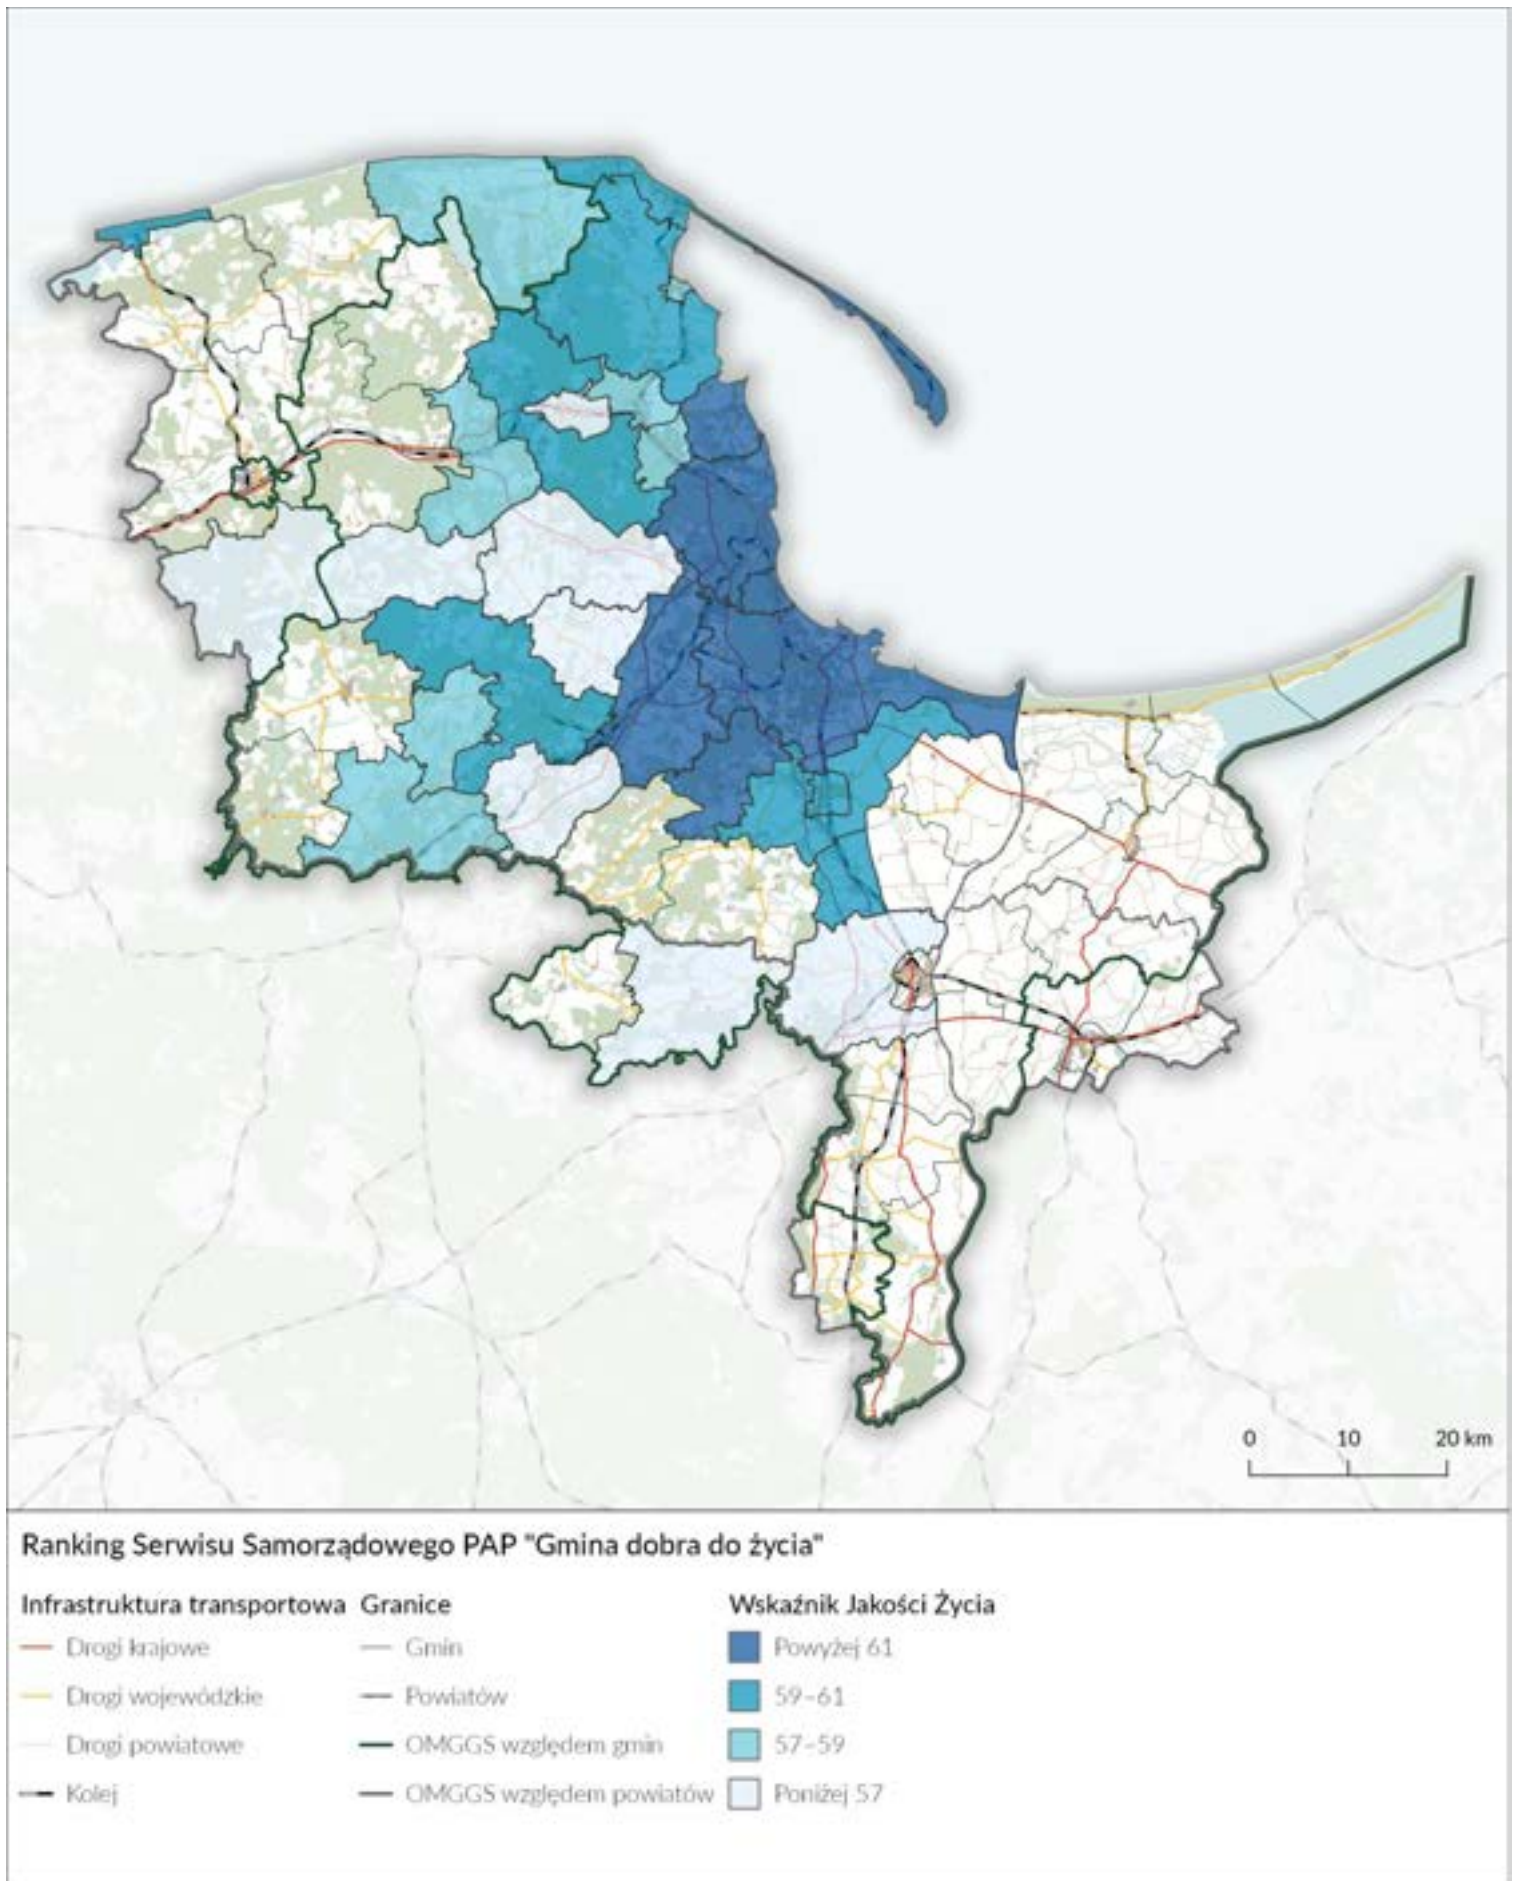 0 10 20 km
Ranking Serwisu Samorządowego PAP "Gmina dobra do życia"
Infrastruktura transportowa Granice Wskaźnik Jakości Życia
Drogi krajowe Gmin Powyżej 61
Drogi wojewódzkie Powiatów 59–61
Drogi powiatowe OMGGS względem gmin 57–59
Kolej OMGGS względem powiatów Poniżej 57